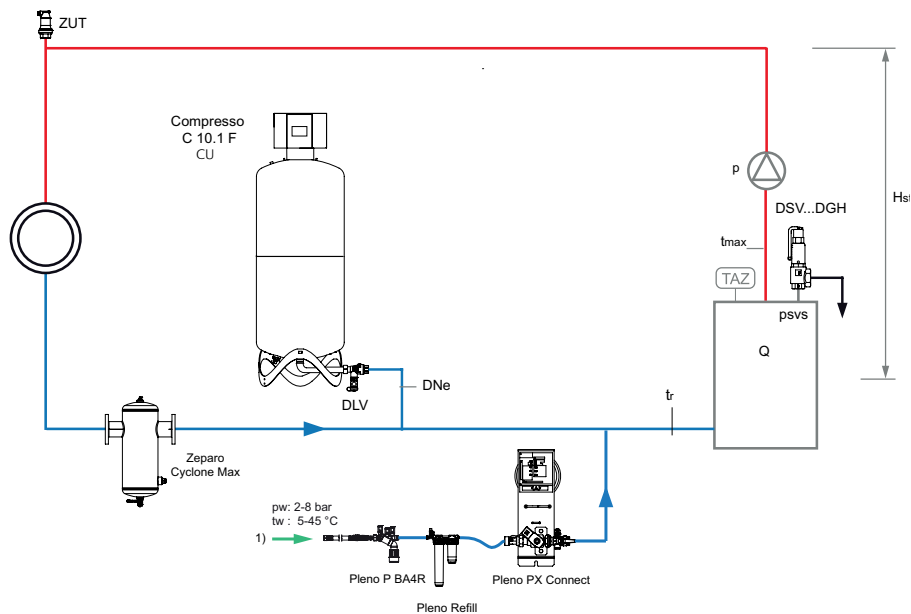 ZUT
Compresso
C 10.1 F
CU
p
Hst
DSV...DGH
tmax
TAZ
psvs
Q
DNe
DLV
tr
Zeparo
Cyclone Max
pw: 2-8 bar
tw : 5-45 °C
1)
Pleno P BA4R
Pleno PX Connect
Pleno Refill